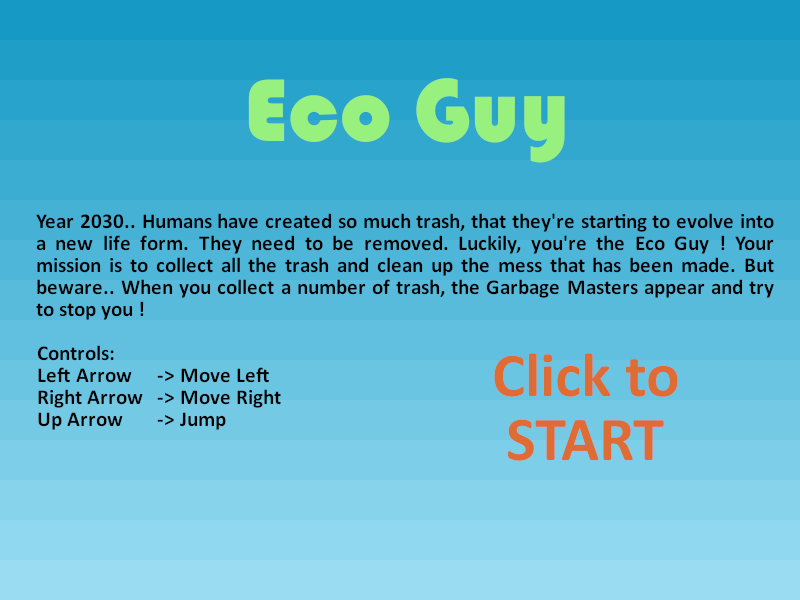 Eco Guy
Year 2030.. Humans have created so much trash, that they're starting to evolve into
a new life form. They need to be removed. Luckily, you're the Eco Guy ! Your
mission is to collect all the trash and clean up the mess that has been made. But
beware.. When you collect a number of trash, the Garbage Masters appear and try
to stop you !
Controls:
Left Arrow -> Move Left
Right Arrow -> Move Right
Up Arrow -> Jump
Click to
START